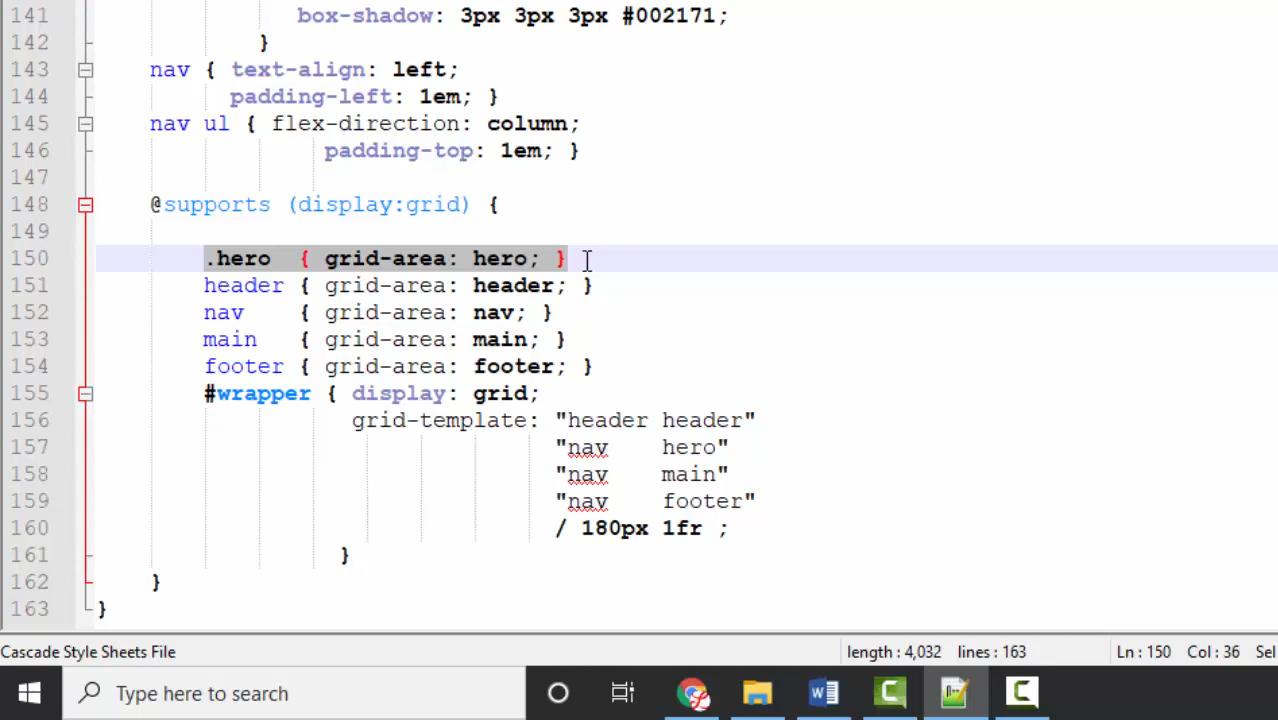 141 box-shadow: 3px 3px 3px #002171;
142 }
143 nav { text-align: left;
144 padding-left: 1em; }
145 nav ul { flex-direction: column;
146 padding-top: 1em; }
147
148 @supports (display:grid) {
149
150 .hero { grid-area: hero; }
151 header { grid-area: header; }
152 nav { grid-area: nav; }
153 main { grid-area: main; }
154 footer { grid-area: footer; }
155 #wrapper { display: grid;
156 grid-template: "header header"
157 "nav hero"
158 "nav main"
159 "nav footer"
160 / 180px 1fr ;
161 }
162 }
163 }
Cascade Style Sheets File length : 4,032 lines : 163 Ln : 150 Col : 36 Sel
Type here to search